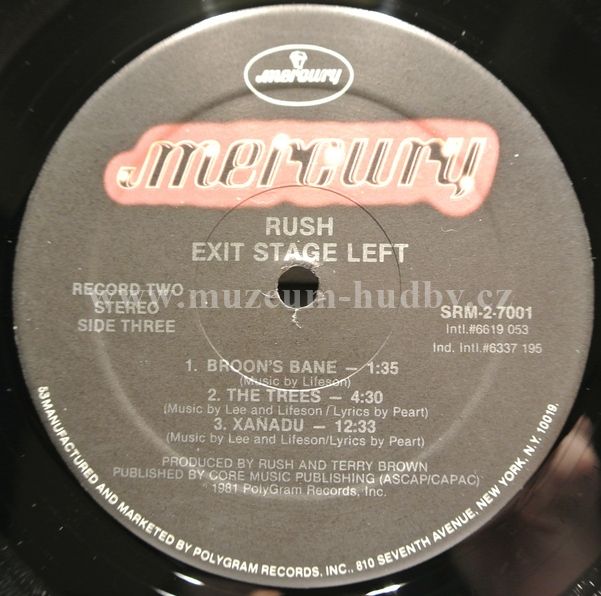 mercury
mercury
RUSH
EXIT STAGE LEFT
RECORD TWO
STEREO
SIDE THREE
SRM-2-7001
Intl.#6619 053
Ind. Intl.#6337 195
www.muzeum-hudby.cz
1. BROON'S BANE — 1:35
(Music by Lifeson)
2. THE TREES — 4:30
(Music by Lee and Lifeson/Lyrics by Peart)
3. XANADU — 12:33
(Music by Lee and Lifeson/Lyrics by Peart)
PRODUCED BY RUSH AND TERRY BROWN
PUBLISHED BY CORE MUSIC PUBLISHING (ASCAP/CAPAC)
℗ 1981 PolyGram Records, Inc.
53 MANUFACTURED AND MARKETED BY POLYGRAM RECORDS, INC., 810 SEVENTH AVENUE, NEW YORK, N.Y. 10019.